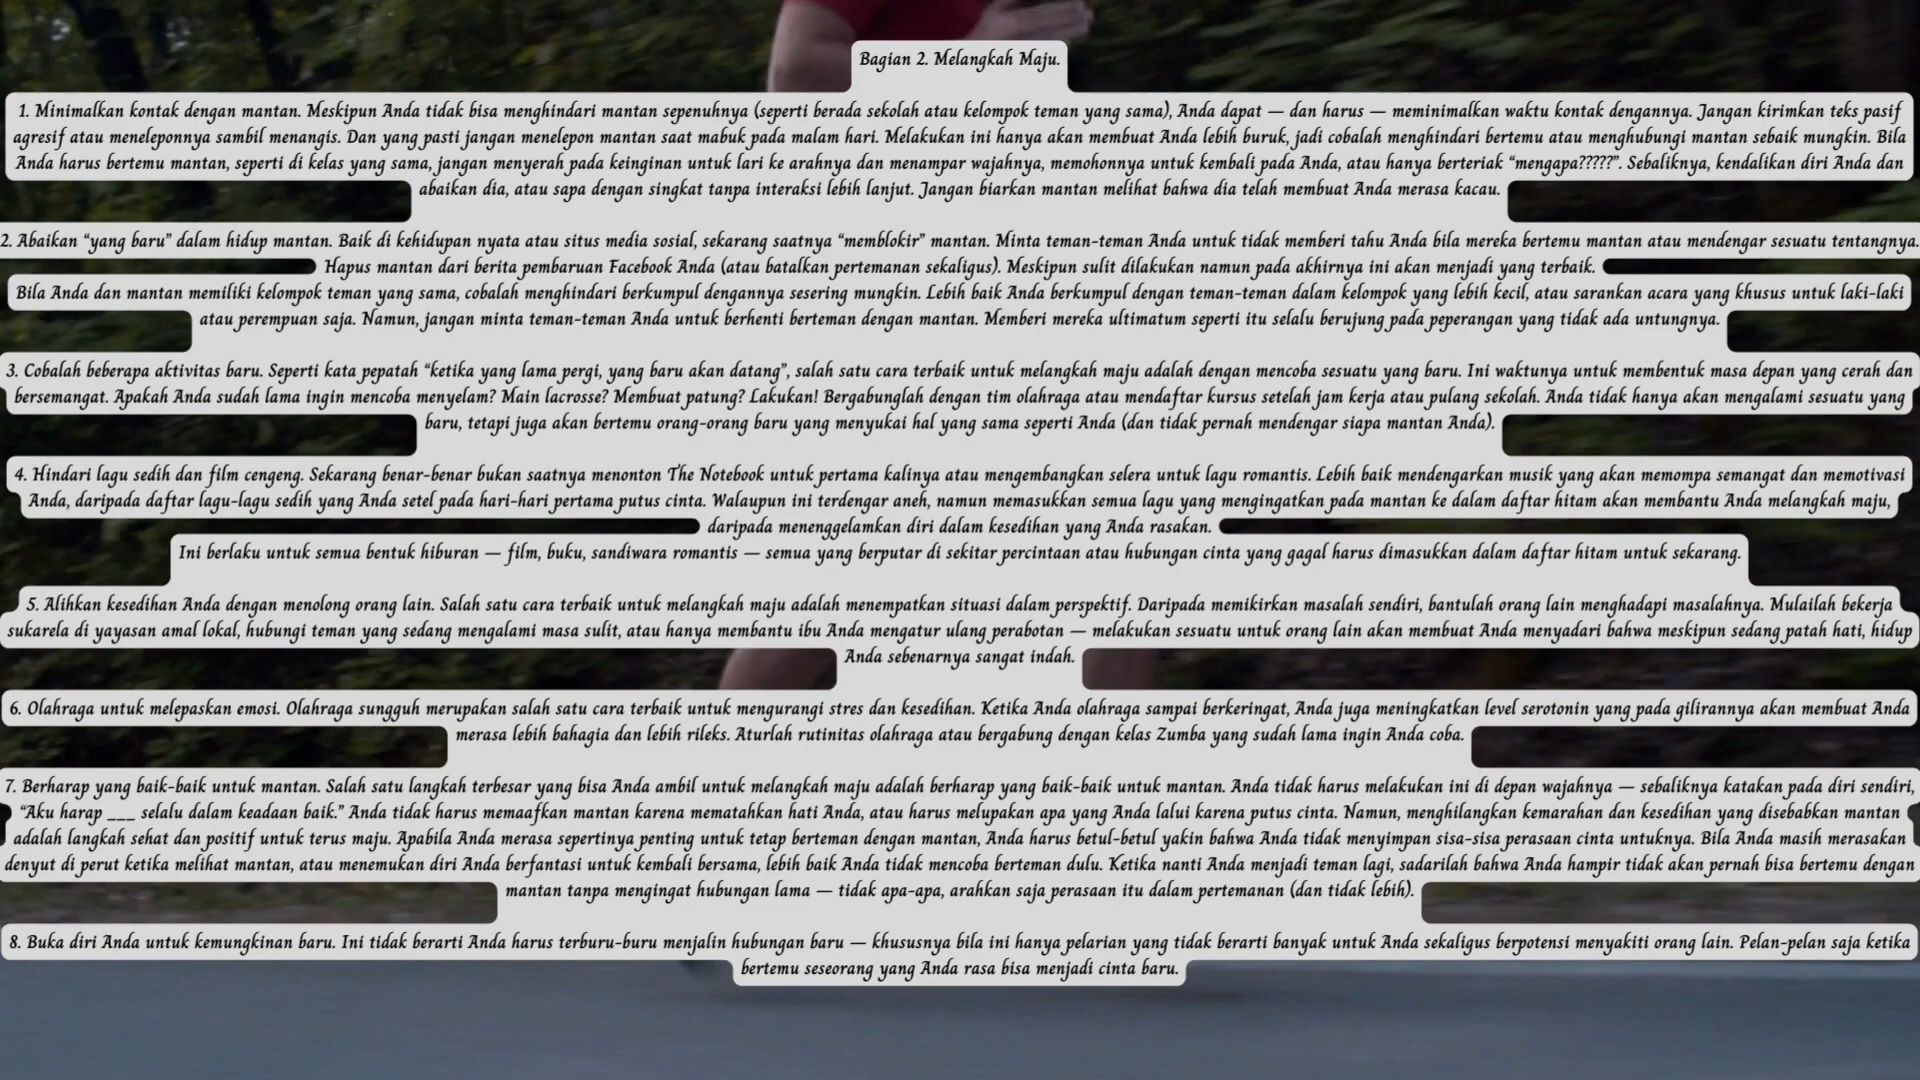 Bagian 2. Melangkah Maju.
1. Minimalkan kontak dengan mantan. Meskipun Anda tidak bisa menghindari mantan sepenuhnya (seperti berada sekolah atau kelompok teman yang sama), Anda dapat — dan harus — meminimalkan waktu kontak dengannya. Jangan kirimkan teks pasif
agresif atau meneleponnya sambil menangis. Dan yang pasti jangan menelepon mantan saat mabuk pada malam hari. Melakukan ini hanya akan membuat Anda lebih buruk, jadi cobalah menghindari bertemu atau menghubungi mantan sebaik mungkin. Bila
Anda harus bertemu mantan, seperti di kelas yang sama, jangan menyerah pada keinginan untuk lari ke arahnya dan menampar wajahnya, memohonnya untuk kembali pada Anda, atau hanya berteriak “mengapa?????”. Sebaliknya, kendalikan diri Anda dan
abaikan dia, atau sapa dengan singkat tanpa interaksi lebih lanjut. Jangan biarkan mantan melihat bahwa dia telah membuat Anda merasa kacau.
2. Abaikan “yang baru” dalam hidup mantan. Baik di kehidupan nyata atau situs media sosial, sekarang saatnya “memblokir” mantan. Minta teman-teman Anda untuk tidak memberi tahu Anda bila mereka bertemu mantan atau mendengar sesuatu tentangnya.
Hapus mantan dari berita pembaruan Facebook Anda (atau batalkan pertemanan sekaligus). Meskipun sulit dilakukan namun pada akhirnya ini akan menjadi yang terbaik.
Bila Anda dan mantan memiliki kelompok teman yang sama, cobalah menghindari berkumpul dengannya sesering mungkin. Lebih baik Anda berkumpul dengan teman-teman dalam kelompok yang lebih kecil, atau sarankan acara yang khusus untuk laki-laki
atau perempuan saja. Namun, jangan minta teman-teman Anda untuk berhenti berteman dengan mantan. Memberi mereka ultimatum seperti itu selalu berujung pada peperangan yang tidak ada untungnya.
3. Cobalah beberapa aktivitas baru. Seperti kata pepatah “ketika yang lama pergi, yang baru akan datang”, salah satu cara terbaik untuk melangkah maju adalah dengan mencoba sesuatu yang baru. Ini waktunya untuk membentuk masa depan yang cerah dan
bersemangat. Apakah Anda sudah lama ingin mencoba menyelam? Main lacrosse? Membuat patung? Lakukan! Bergabunglah dengan tim olahraga atau mendaftar kursus setelah jam kerja atau pulang sekolah. Anda tidak hanya akan mengalami sesuatu yang
baru, tetapi juga akan bertemu orang-orang baru yang menyukai hal yang sama seperti Anda (dan tidak pernah mendengar siapa mantan Anda).
4. Hindari lagu sedih dan film cengeng. Sekarang benar-benar bukan saatnya menonton The Notebook untuk pertama kalinya atau mengembangkan selera untuk lagu romantis. Lebih baik mendengarkan musik yang akan memompa semangat dan memotivasi
Anda, daripada daftar lagu-lagu sedih yang Anda setel pada hari-hari pertama putus cinta. Walaupun ini terdengar aneh, namun memasukkan semua lagu yang mengingatkan pada mantan ke dalam daftar hitam akan membantu Anda melangkah maju,
daripada menenggelamkan diri dalam kesedihan yang Anda rasakan.
Ini berlaku untuk semua bentuk hiburan — film, buku, sandiwara romantis — semua yang berputar di sekitar percintaan atau hubungan cinta yang gagal harus dimasukkan dalam daftar hitam untuk sekarang.
5. Alihkan kesedihan Anda dengan menolong orang lain. Salah satu cara terbaik untuk melangkah maju adalah menempatkan situasi dalam perspektif. Daripada memikirkan masalah sendiri, bantulah orang lain menghadapi masalahnya. Mulailah bekerja
sukarela di yayasan amal lokal, hubungi teman yang sedang mengalami masa sulit, atau hanya membantu ibu Anda mengatur ulang perabotan — melakukan sesuatu untuk orang lain akan membuat Anda menyadari bahwa meskipun sedang patah hati, hidup
Anda sebenarnya sangat indah.
6. Olahraga untuk melepaskan emosi. Olahraga sungguh merupakan salah satu cara terbaik untuk mengurangi stres dan kesedihan. Ketika Anda olahraga sampai berkeringat, Anda juga meningkatkan level serotonin yang pada gilirannya akan membuat Anda
merasa lebih bahagia dan lebih rileks. Aturlah rutinitas olahraga atau bergabung dengan kelas Zumba yang sudah lama ingin Anda coba.
7. Berharap yang baik-baik untuk mantan. Salah satu langkah terbesar yang bisa Anda ambil untuk melangkah maju adalah berharap yang baik-baik untuk mantan. Anda tidak harus melakukan ini di depan wajahnya — sebaliknya katakan pada diri sendiri,
“Aku harap ___ selalu dalam keadaan baik.” Anda tidak harus memaafkan mantan karena mematahkan hati Anda, atau harus melupakan apa yang Anda lalui karena putus cinta. Namun, menghilangkan kemarahan dan kesedihan yang disebabkan mantan
adalah langkah sehat dan positif untuk terus maju. Apabila Anda merasa sepertinya penting untuk tetap berteman dengan mantan, Anda harus betul-betul yakin bahwa Anda tidak menyimpan sisa-sisa perasaan cinta untuknya. Bila Anda masih merasakan
denyut di perut ketika melihat mantan, atau menemukan diri Anda berfantasi untuk kembali bersama, lebih baik Anda tidak mencoba berteman dulu. Ketika nanti Anda menjadi teman lagi, sadarilah bahwa Anda hampir tidak akan pernah bisa bertemu dengan
mantan tanpa mengingat hubungan lama — tidak apa-apa, arahkan saja perasaan itu dalam pertemanan (dan tidak lebih).
8. Buka diri Anda untuk kemungkinan baru. Ini tidak berarti Anda harus terburu-buru menjalin hubungan baru — khususnya bila ini hanya pelarian yang tidak berarti banyak untuk Anda sekaligus berpotensi menyakiti orang lain. Pelan-pelan saja ketika
bertemu seseorang yang Anda rasa bisa menjadi cinta baru.